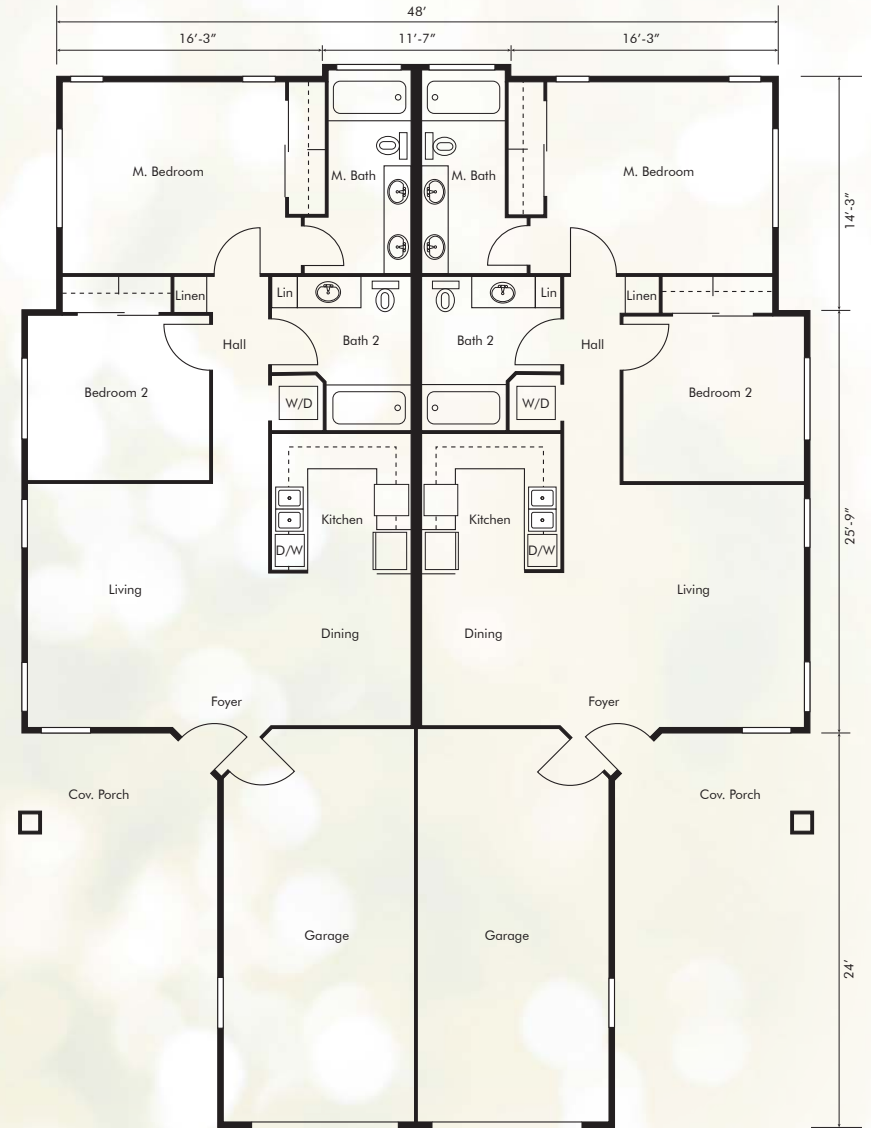 48’
16’-3” 11’-7” 16’-3”
M. Bedroom M. Bath M. Bath M. Bedroom
14’-3”
Linen Lin Lin Linen
Hall Bath 2 Bath 2 Hall
Bedroom 2 W/D W/D Bedroom 2
Kitchen Kitchen
25’-9”
D/W D/W
Living Living
Dining Dining
Foyer Foyer
Cov. Porch Cov. Porch
Garage Garage
24’